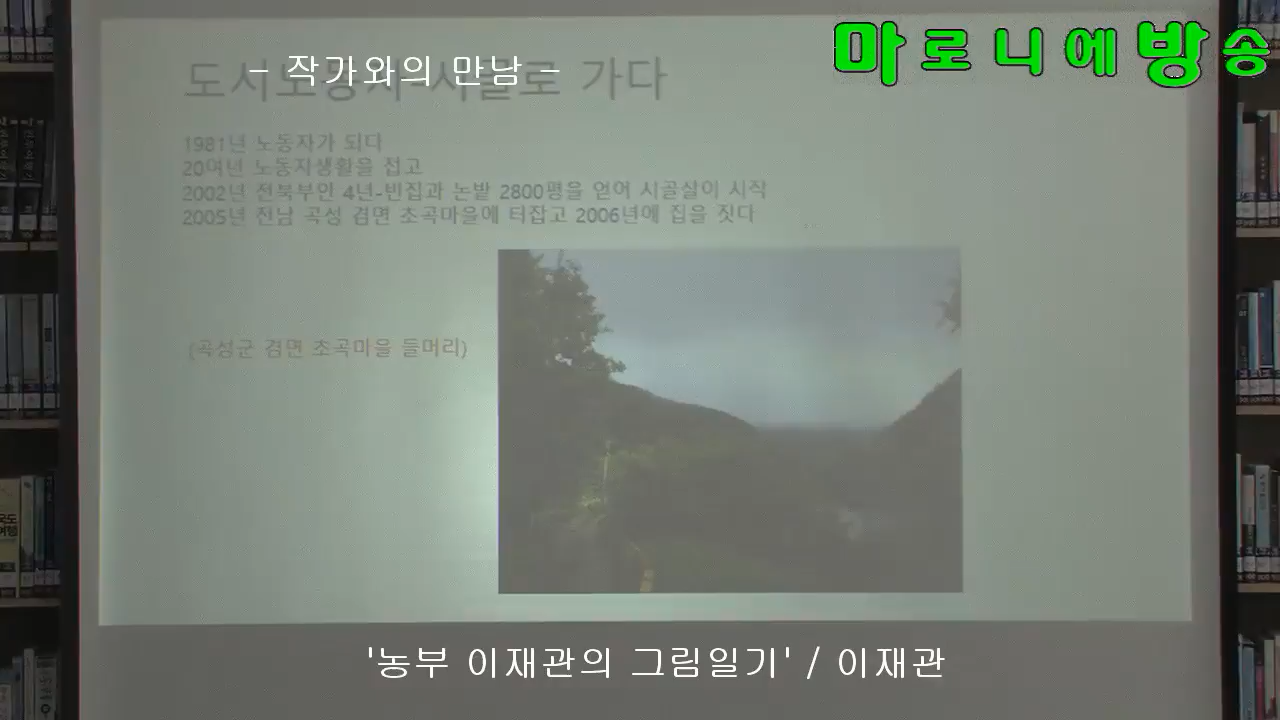 마로니에방송
- 작가와의 만남 -
로 가다
1981년 노동자가 되다
20여년 노동자생활을 접고
2002년 전북부안 4년-빈집과 논밭 2800평을 얻어 시골살이 시작
2005년 전남 곡성 겸면 초곡마을에 터잡고 2006년에 집을 짓다
(곡성군 겸면 초곡마을 들머리)
'농부 이재관의 그림일기' / 이재관